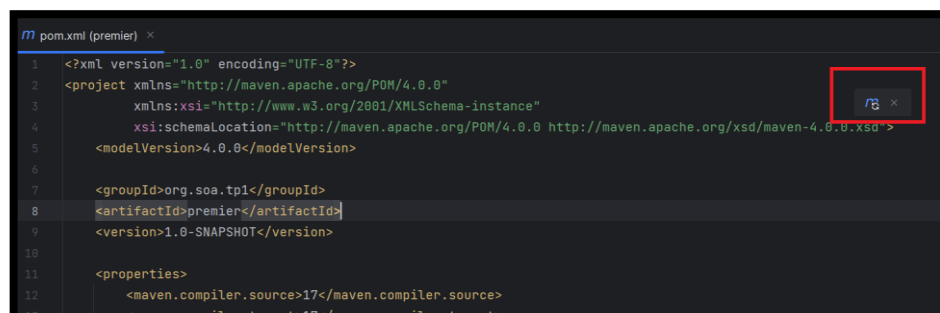 m pom.xml (premier) ×
1 <?xml version="1.0" encoding="UTF-8"?>
2 <project xmlns="http://maven.apache.org/POM/4.0.0"
3 xmlns:xsi="http://www.w3.org/2001/XMLSchema-instance"
m ×
4 xsi:schemaLocation="http://maven.apache.org/POM/4.0.0 http://maven.apache.org/xsd/maven-4.0.0.xsd">
5 <modelVersion>4.0.0</modelVersion>
6
7 <groupId>org.soa.tp1</groupId>
8 <artifactId>premier</artifactId>
9 <version>1.0-SNAPSHOT</version>
10
11 <properties>
12 <maven.compiler.source>17</maven.compiler.source>